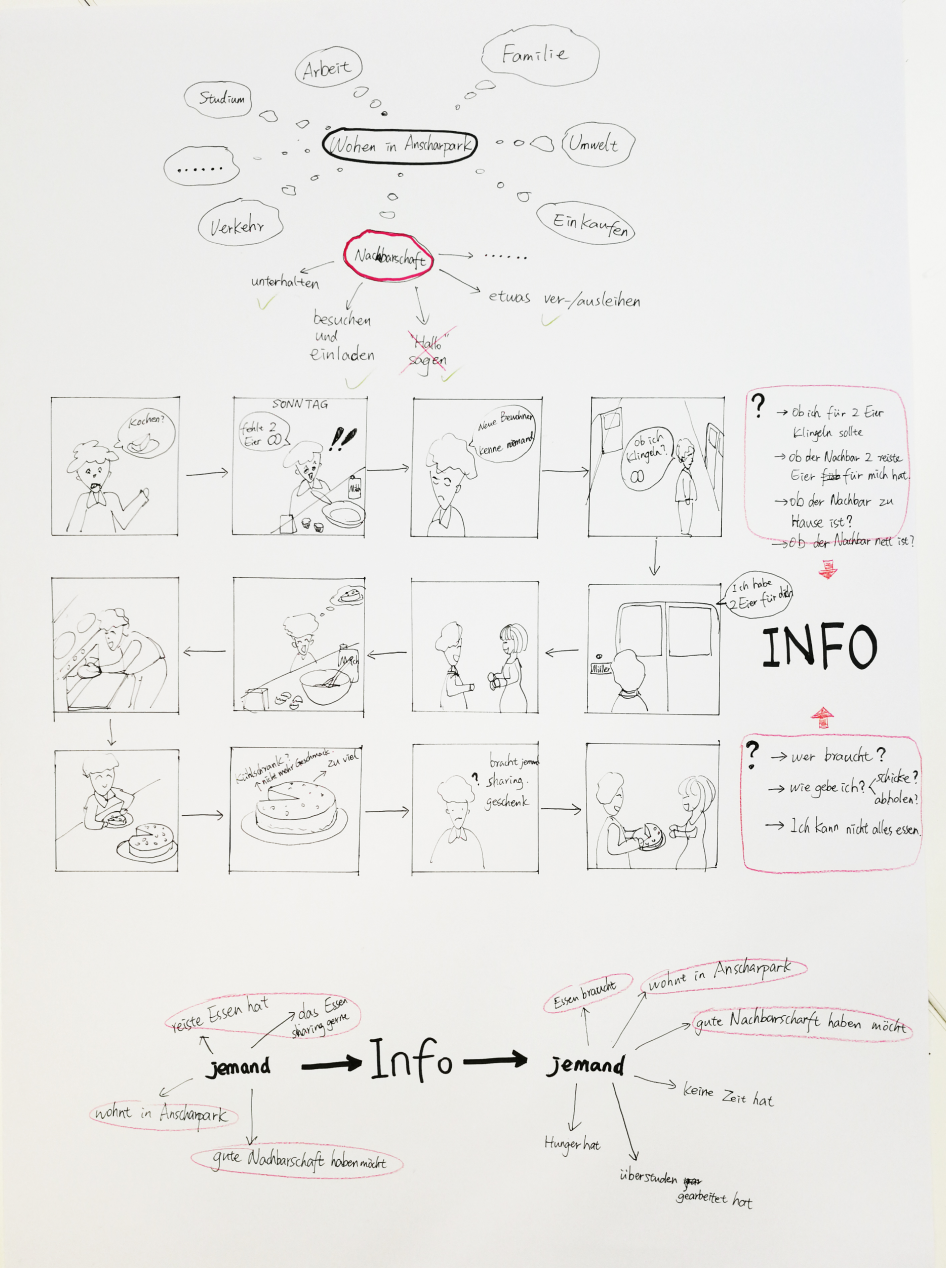 Familie
Arbeit
Studium
Wohen in Anscharpark
Umwelt
......
Verkehr
Einkaufen
Nachbarschaft
......
unterhalten
etwas ver-/ausleihen
besuchen
und
einladen
"Hallo"
sagen
Kochen?
SONNTAG
fehle 2
Eier
!!
Milch
Neue Bewohner
kenne niemand
Ob ich
Klingeln?
?
→ Ob ich für 2 Eier
Klingeln sollte
→ ob der Nachbar 2 reiste
Eier für mich hat.
→ ob der Nachbar zu
Hause ist?
→ Ob der Nachbar nett ist?
Milch
Müller
Ich habe
2 Eier für dich
INFO
Kühlschrank?
nicht mehr Geschmack
zu viel
?
bracht jemand
sharing.
geschenk
?
→ wer braucht?
→ wie gebe ich?
schicke?
abholen?
→ Ich kann nicht alles essen
reiste Essen hat
das Essen
sharing gerne
jemand
Info
jemand
wohnt in Anscharpark
gute Nachbarschaft haben möcht
Essen braucht
wohnt in Anscharpark
gute Nachbarscharft haben möcht
keine Zeit hat
Hunger hat
überstuden
gearbeitet hat